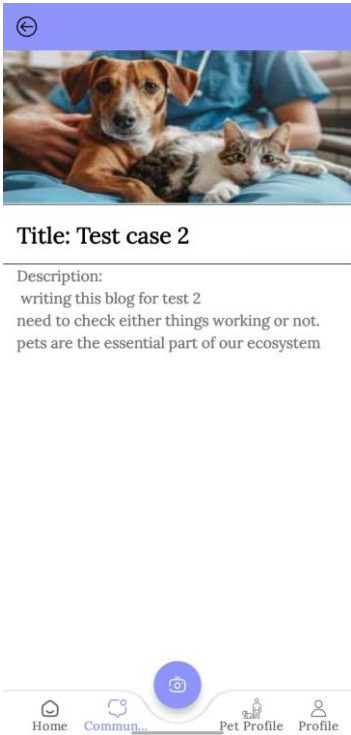 Title: Test case 2
Description:
writing this blog for test 2
need to check either things working or not.
pets are the essential part of our ecosystem
Home
Commun...
Pet Profile
Profile